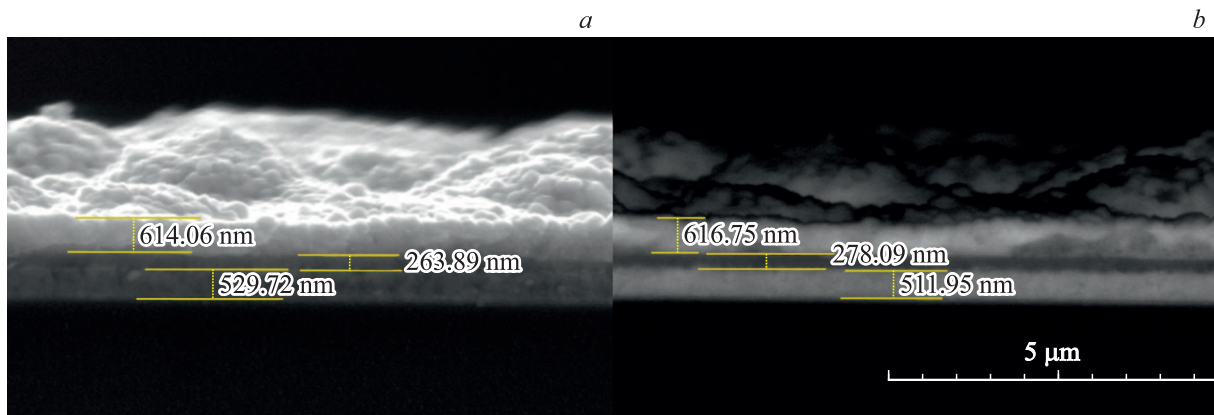 a
b
614.06 nm
263.89 nm
529.72 nm
616.75 nm
278.09 nm
511.95 nm
5 μm